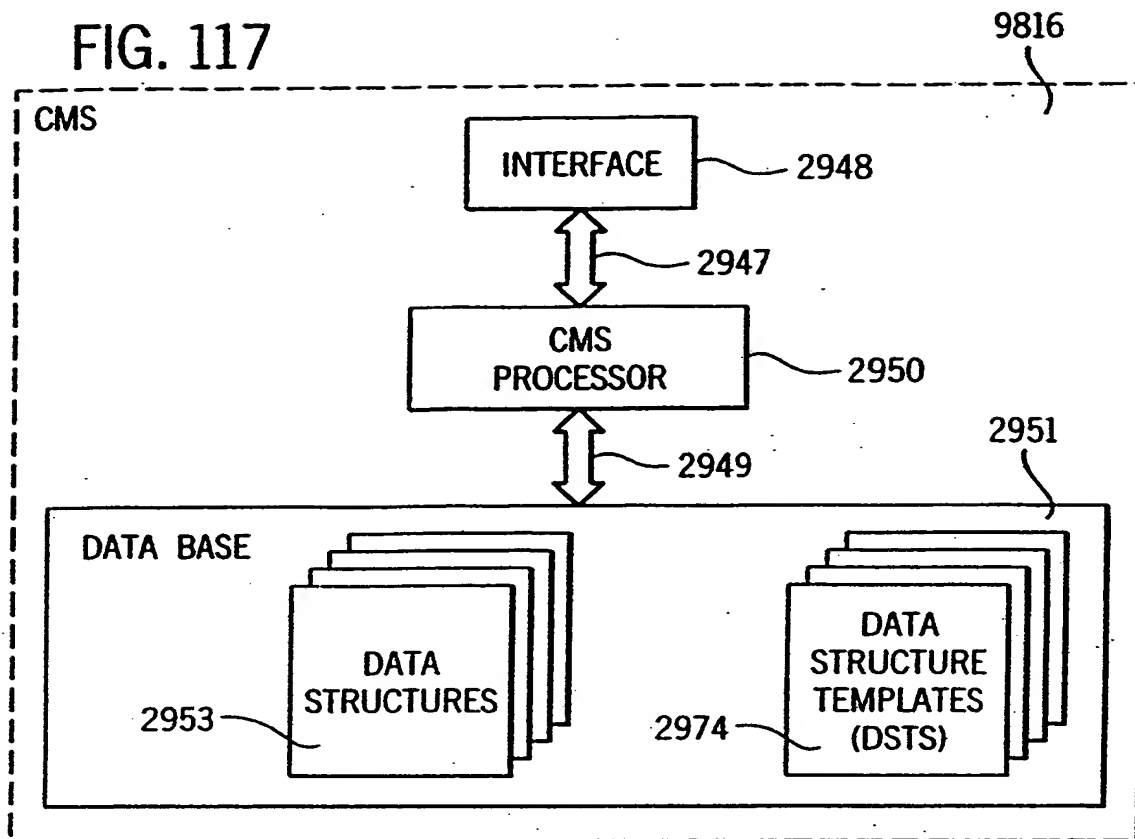 FIG. 117
9816
CMS
INTERFACE
2948
2947
CMS
PROCESSOR
2950
2949
2951
DATA BASE
DATA
STRUCTURES
2953
DATA
STRUCTURE
TEMPLATES
(DSTS)
2974